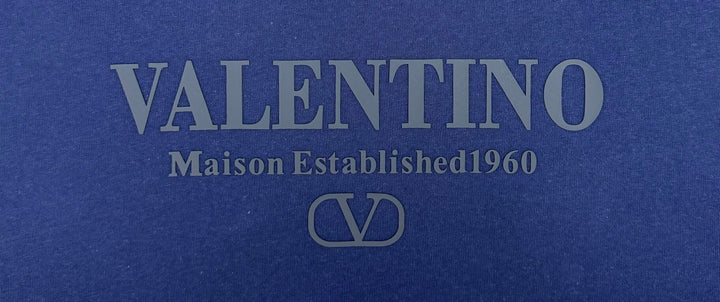 VALENTINO
Maison Established1960
V